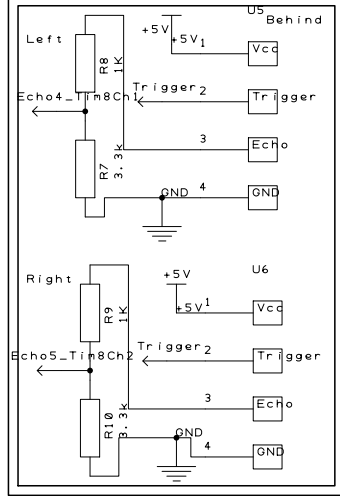 U5
Behind
Left
+5V
+5V 1
Vcc
R8
1K
Echo4_Tim8Ch1
Trigger 2
Trigger
3
Echo
R7
3.3k
GND 4
GND
Right
+5V
U6
+5V 1
Vcc
R9
1K
Echo5_Tim8Ch2
Trigger 2
Trigger
3
Echo
R10
3.3k
GND
4
GND